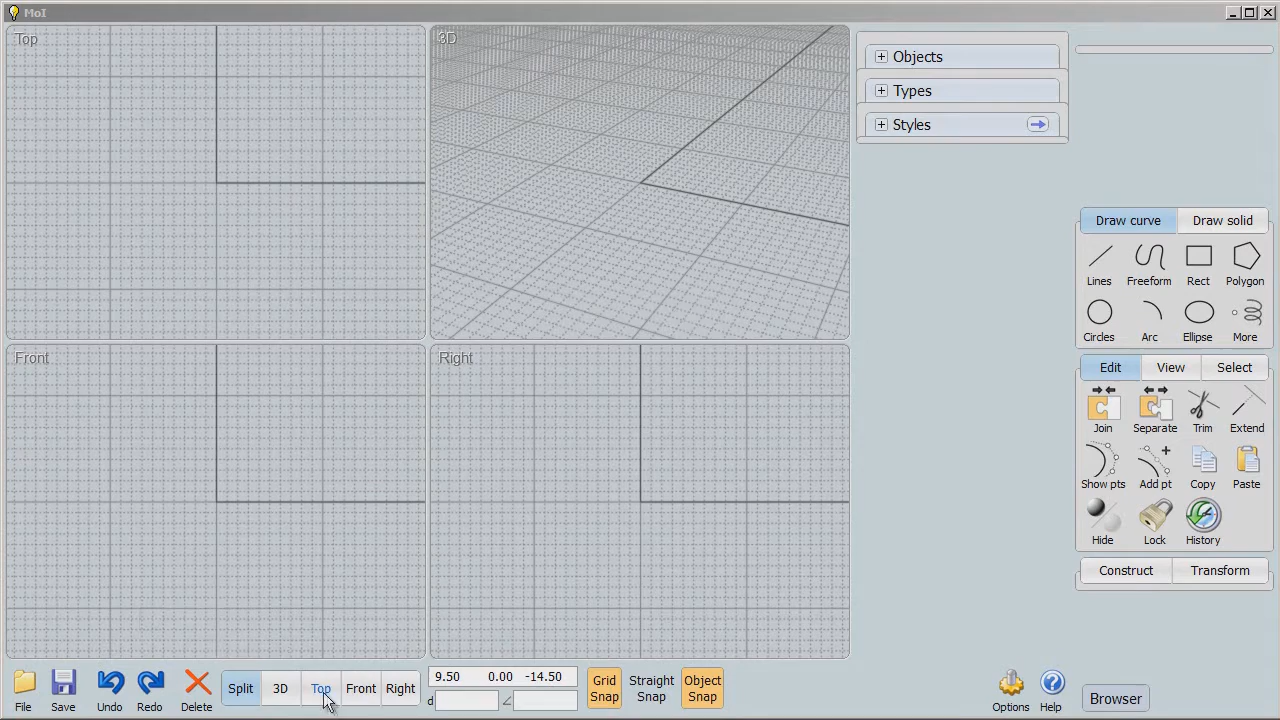 MoI
Top
3D
Front
Right
Objects
Types
Styles
Draw curve Draw solid
Lines Freeform Rect Polygon
Circles Arc Ellipse More
Edit View Select
Join Separate Trim Extend
Show pts Add pt Copy Paste
Hide Lock History
Construct Transform
File Save Undo Redo Delete
Split 3D Top Front Right
9.50 0.00 -14.50
d
Grid Snap
Straight Snap
Object Snap
Options Help
Browser